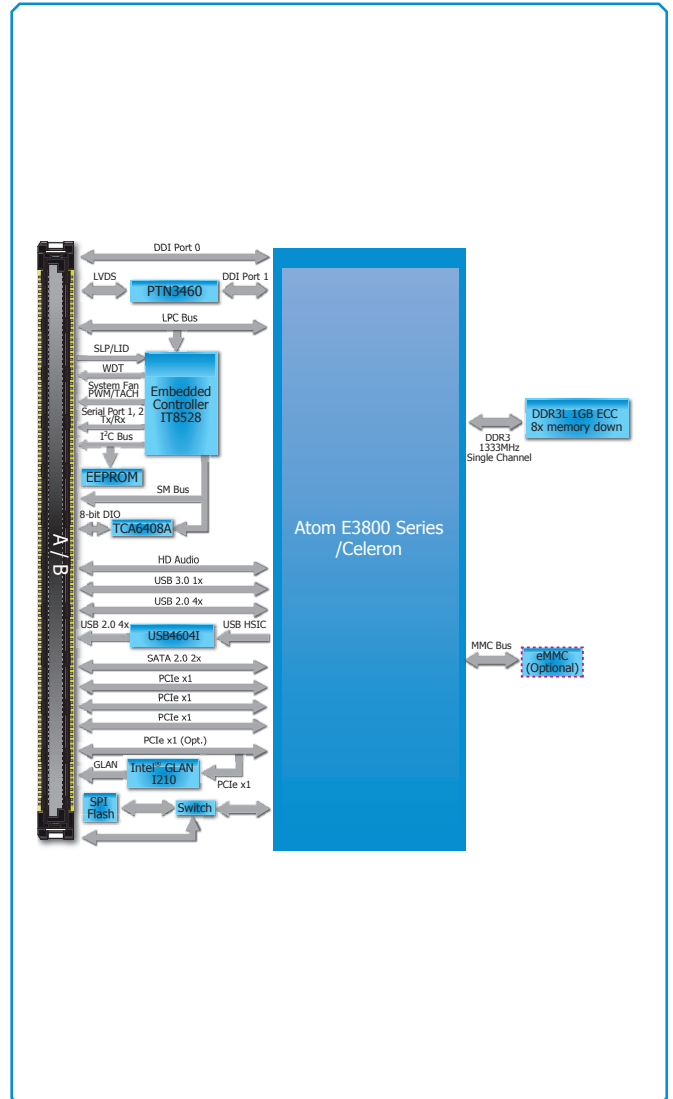 DDI Port 0
LVDS
PTN3460
DDI Port 1
LPC Bus
SLP/LID
WDT
System Fan
PWM/TACH
Serial Port 1, 2
Tx/Rx
I²C Bus
Embedded
Controller
IT8528
EEPROM
SM Bus
8-bit DIO
TCA6408A
A / B
HD Audio
USB 3.0 1x
USB 2.0 4x
USB 2.0 4x
USB4604I
USB HSIC
SATA 2.0 2x
PCIe x1
PCIe x1
PCIe x1
PCIe x1 (Opt.)
GLAN
Intel® GLAN
I210
PCIe x1
SPI
Flash
Switch
Atom E3800 Series
/Celeron
DDR3
1333MHz
Single Channel
DDR3L 1GB ECC
8x memory down
MMC Bus
eMMC
(Optional)